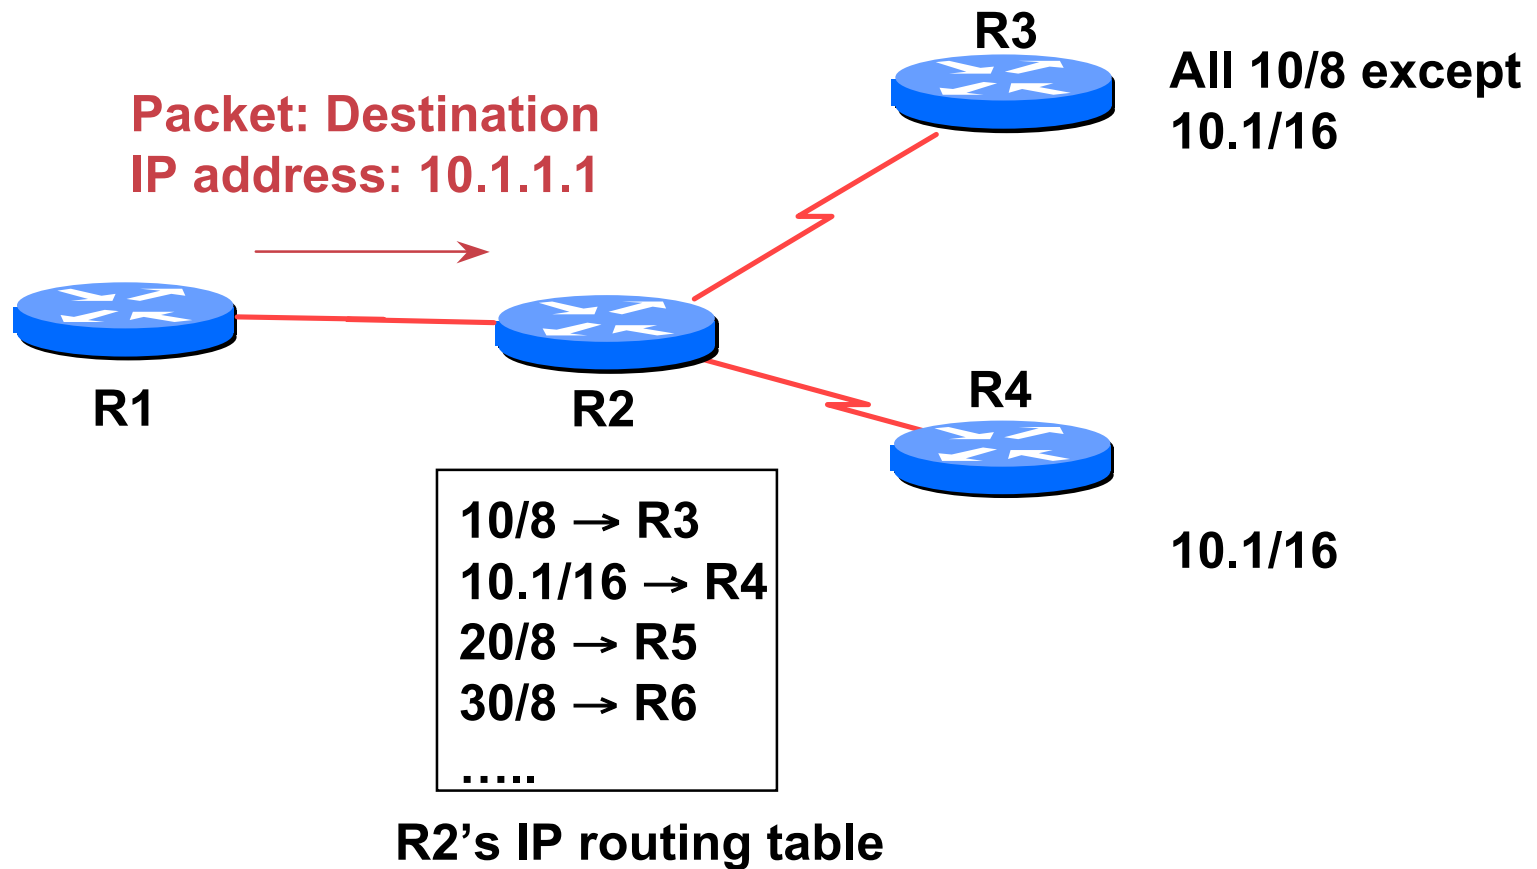 R3
All 10/8 except
10.1/16
Packet: Destination
IP address: 10.1.1.1
R1
R2
R4
10.1/16
10/8 → R3
10.1/16 → R4
20/8 → R5
30/8 → R6
…..
R2’s IP routing table